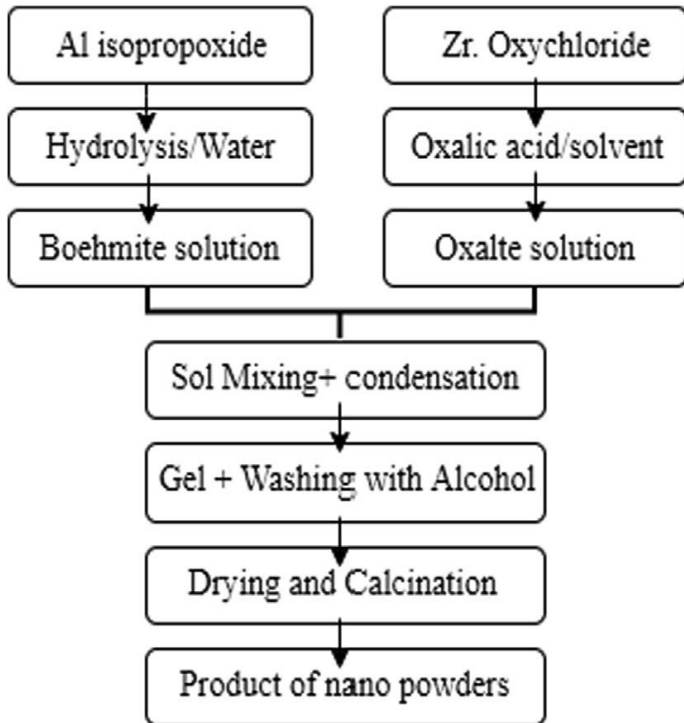 Al isopropoxide
Zr. Oxychloride
Hydrolysis/Water
Oxalic acid/solvent
Boehmite solution
Oxalte solution
Sol Mixing+ condensation
Gel + Washing with Alcohol
Drying and Calcination
Product of nano powders